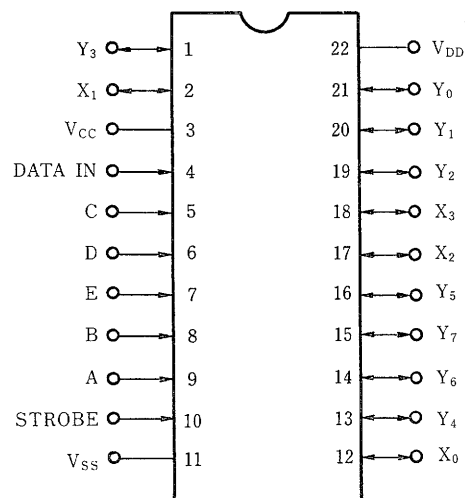 Y3 1 22 VDD
X1 2 21 Y0
VCC 3 20 Y1
DATA IN 4 19 Y2
C 5 18 X3
D 6 17 X2
E 7 16 Y5
B 8 15 Y7
A 9 14 Y6
STROBE 10 13 Y4
VSS 11 12 X0